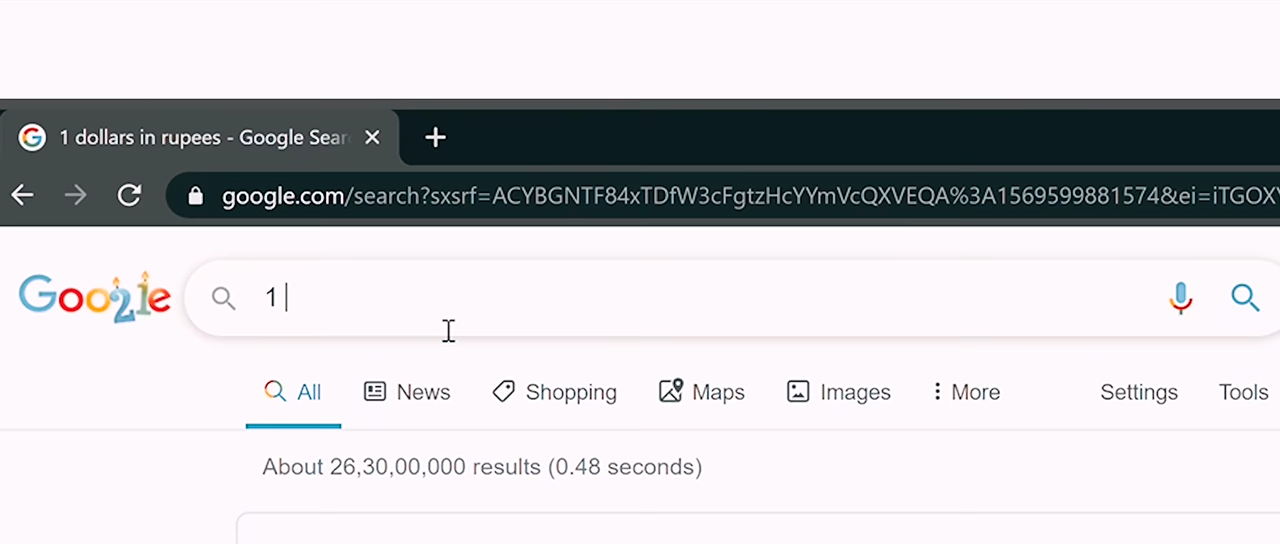 1 dollars in rupees - Google Sear
google.com/search?sxsrf=ACYBGNTF84xTDfW3cFgtzHcYYmVcQXVEQA%3A1569599881574&ei=iTGOX
Google
1
All News Shopping Maps Images More Settings Tools
About 26,30,00,000 results (0.48 seconds)